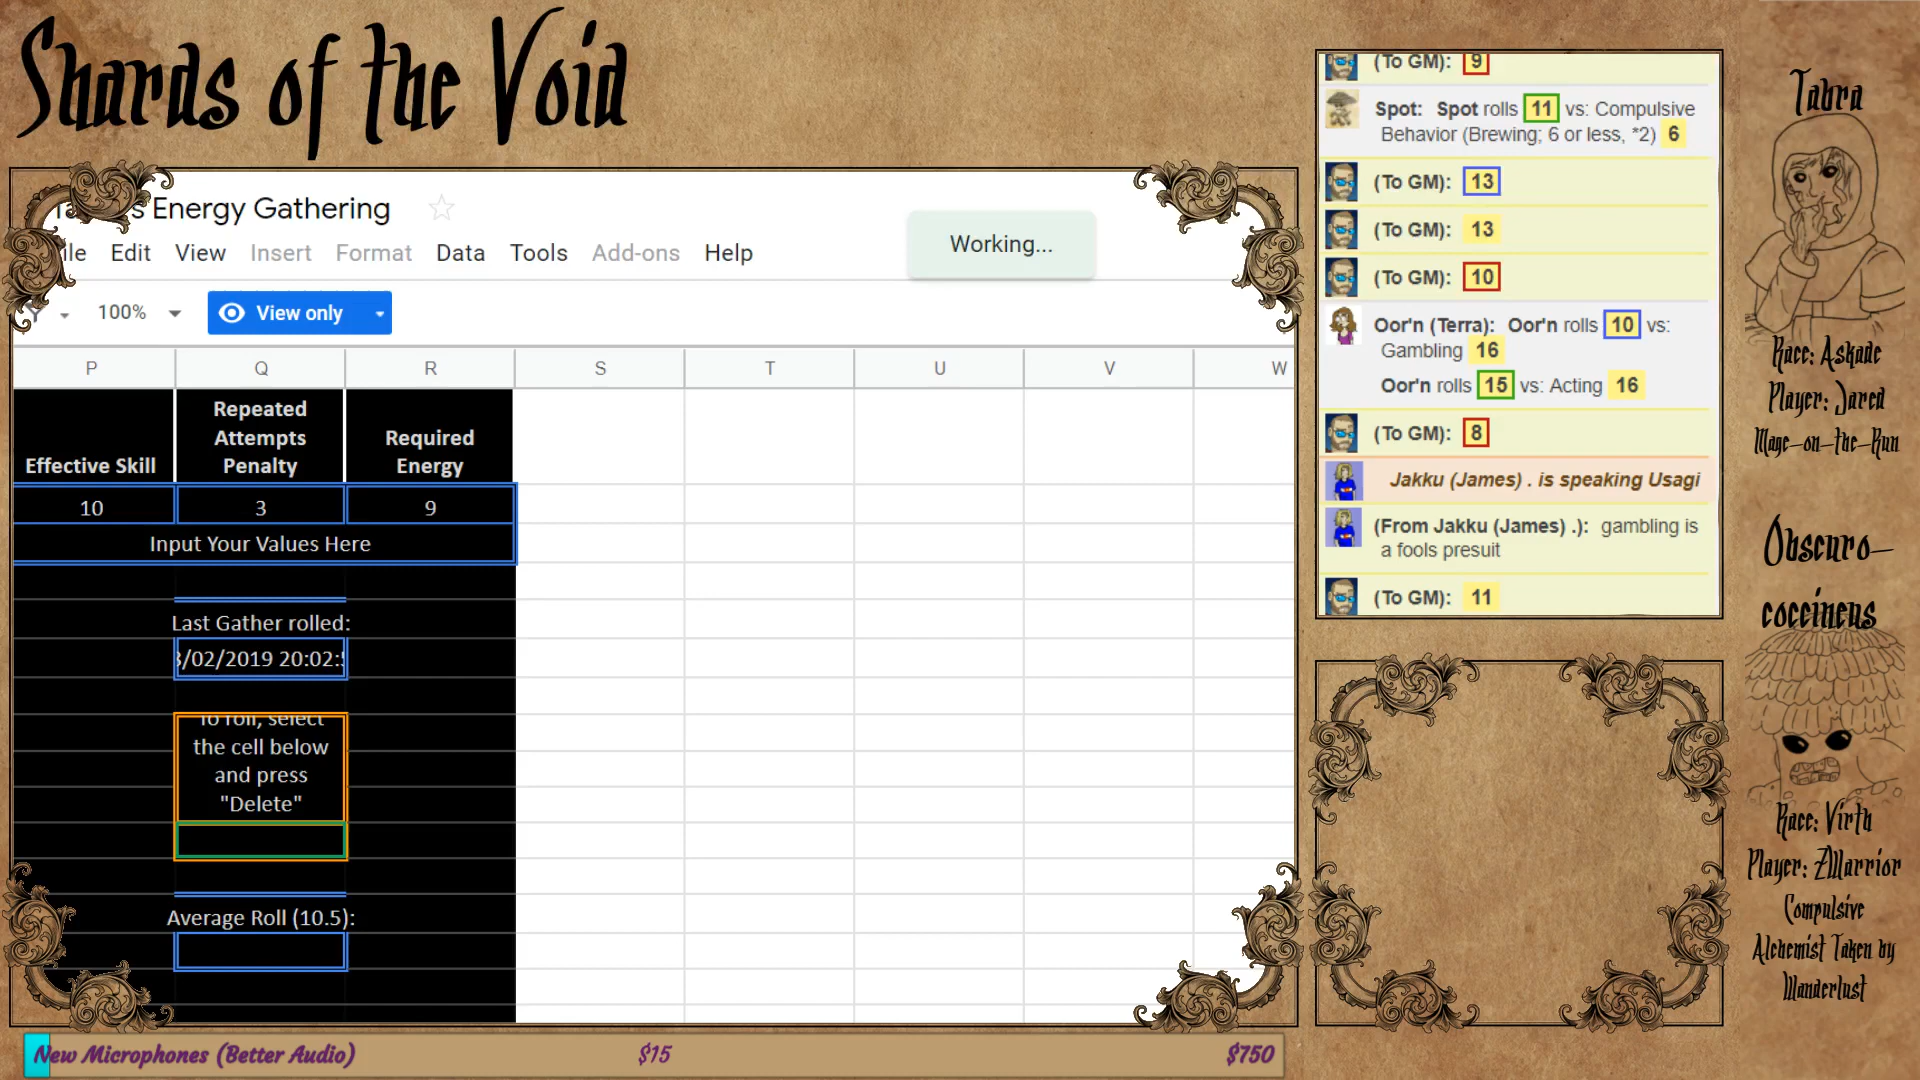 Shards of the Void
Energy Gathering
Edit View Insert Format Data Tools Add-ons Help
Working...
100% View only
P Q R S T U V W
Effective Skill
Repeated
Attempts
Penalty
Required
Energy
10 3 9
Input Your Values Here
Last Gather rolled:
3/02/2019 20:02:5
To roll, select
the cell below
and press
"Delete"
Average Roll (10.5):
(To GM): 9
Spot: Spot rolls 11 vs: Compulsive
Behavior (Brewing; 6 or less, *2) 6
(To GM): 13
(To GM): 13
(To GM): 10
Oor'n (Terra): Oor'n rolls 10 vs:
Gambling 16
Oor'n rolls 15 vs: Acting 16
(To GM): 8
Jakku (James) . is speaking Usagi
(From Jakku (James) .): gambling is
a fools presuit
(To GM): 11
Tabra
Race: Askade
Player: Jared
Mage-on-the-Run
Obscuro-
coccineus
Race: Virth
Player: ZWarrior
Compulsive
Alchemist Taken by
Wanderlust
New Microphones (Better Audio) $15 $750